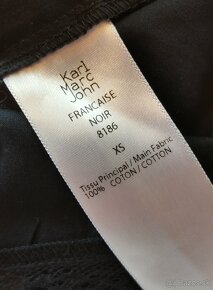 Karl
Marc
John
FRANCAISE
NOIR
8186
XS
Tissu Principal / Main Fabric
100% COTON / COTTON